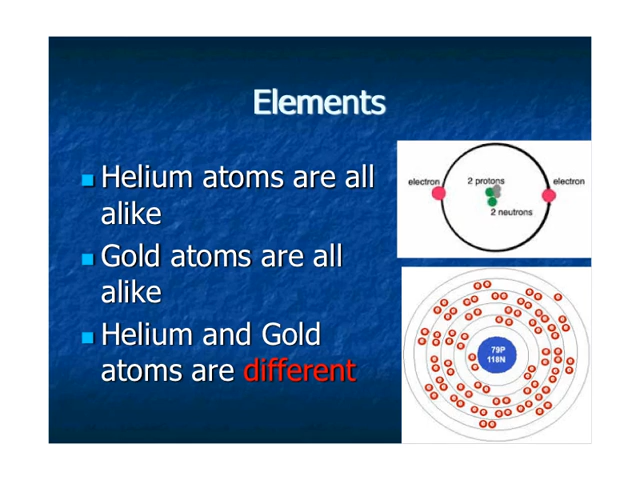 Elements
Helium atoms are all
alike
Gold atoms are all
alike
Helium and Gold
atoms are different
electron
2 protons
electron
2 neutrons
79P
118N